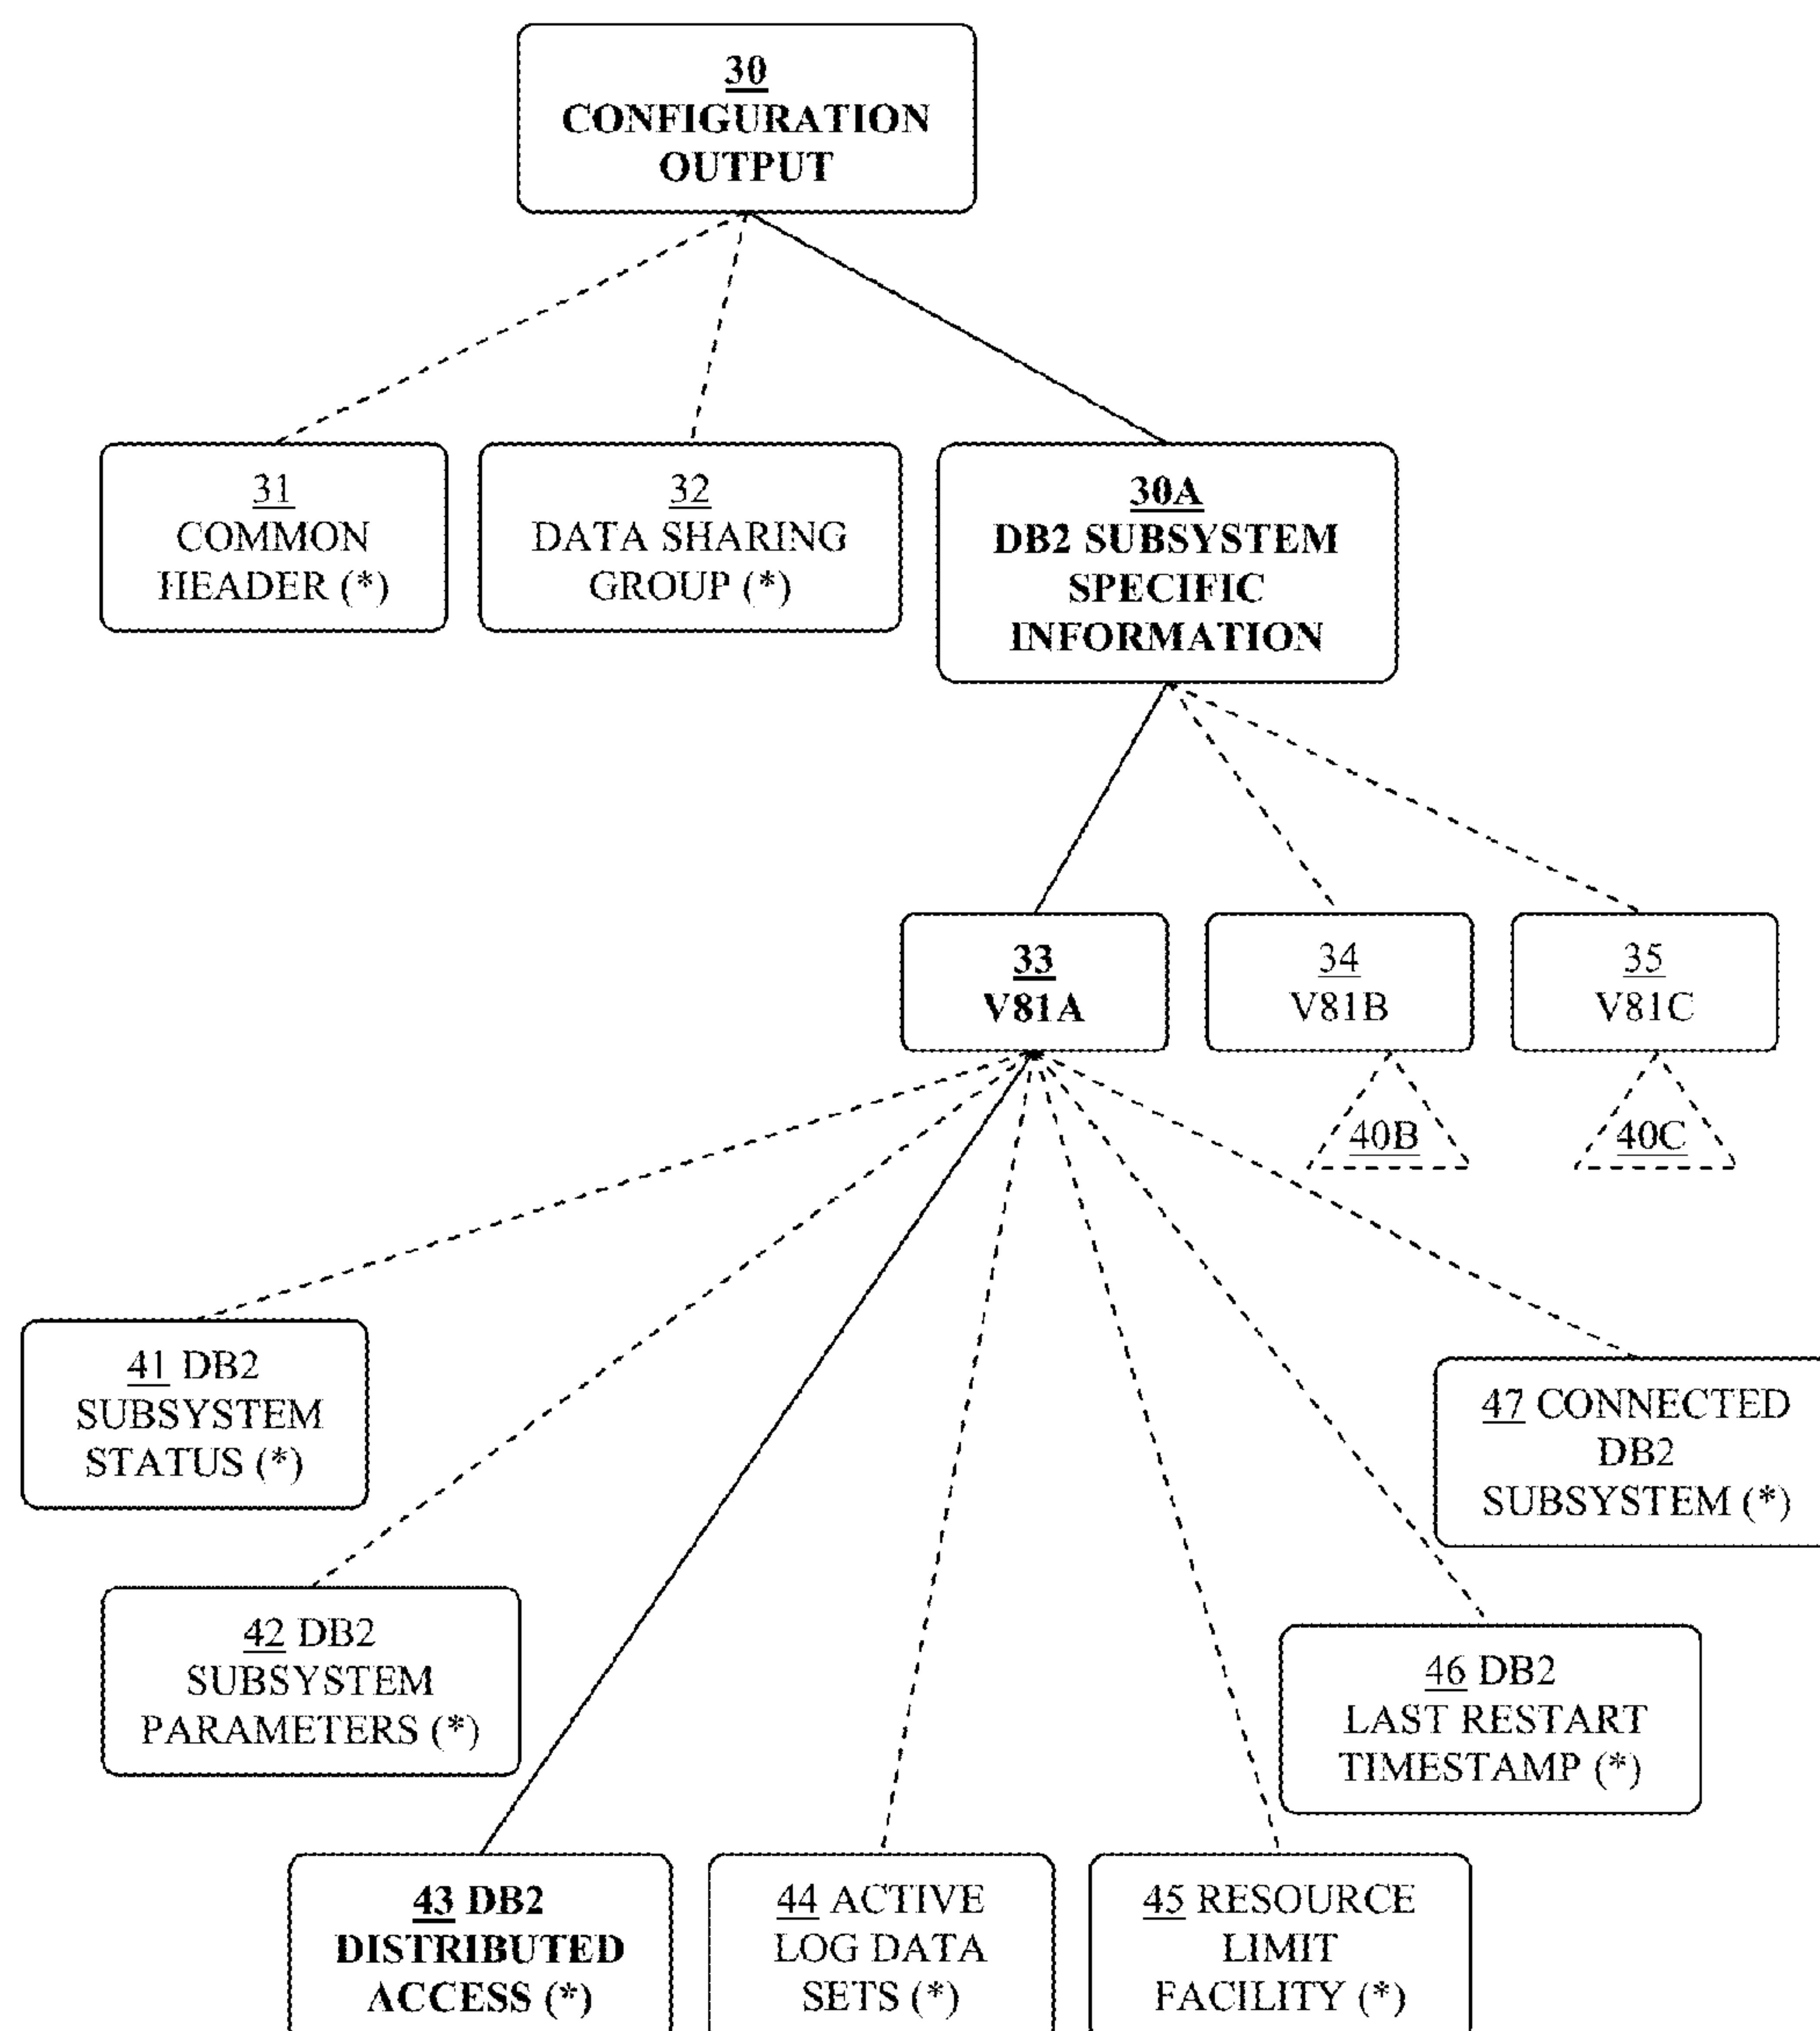 30
CONFIGURATION
OUTPUT
31
COMMON
HEADER (*)
32
DATA SHARING
GROUP (*)
30A
DB2 SUBSYSTEM
SPECIFIC
INFORMATION
33
V81A
34
V81B
35
V81C
40B
40C
41 DB2
SUBSYSTEM
STATUS (*)
47 CONNECTED
DB2
SUBSYSTEM (*)
42 DB2
SUBSYSTEM
PARAMETERS (*)
46 DB2
LAST RESTART
TIMESTAMP (*)
43 DB2
DISTRIBUTED
ACCESS (*)
44 ACTIVE
LOG DATA
SETS (*)
45 RESOURCE
LIMIT
FACILITY (*)